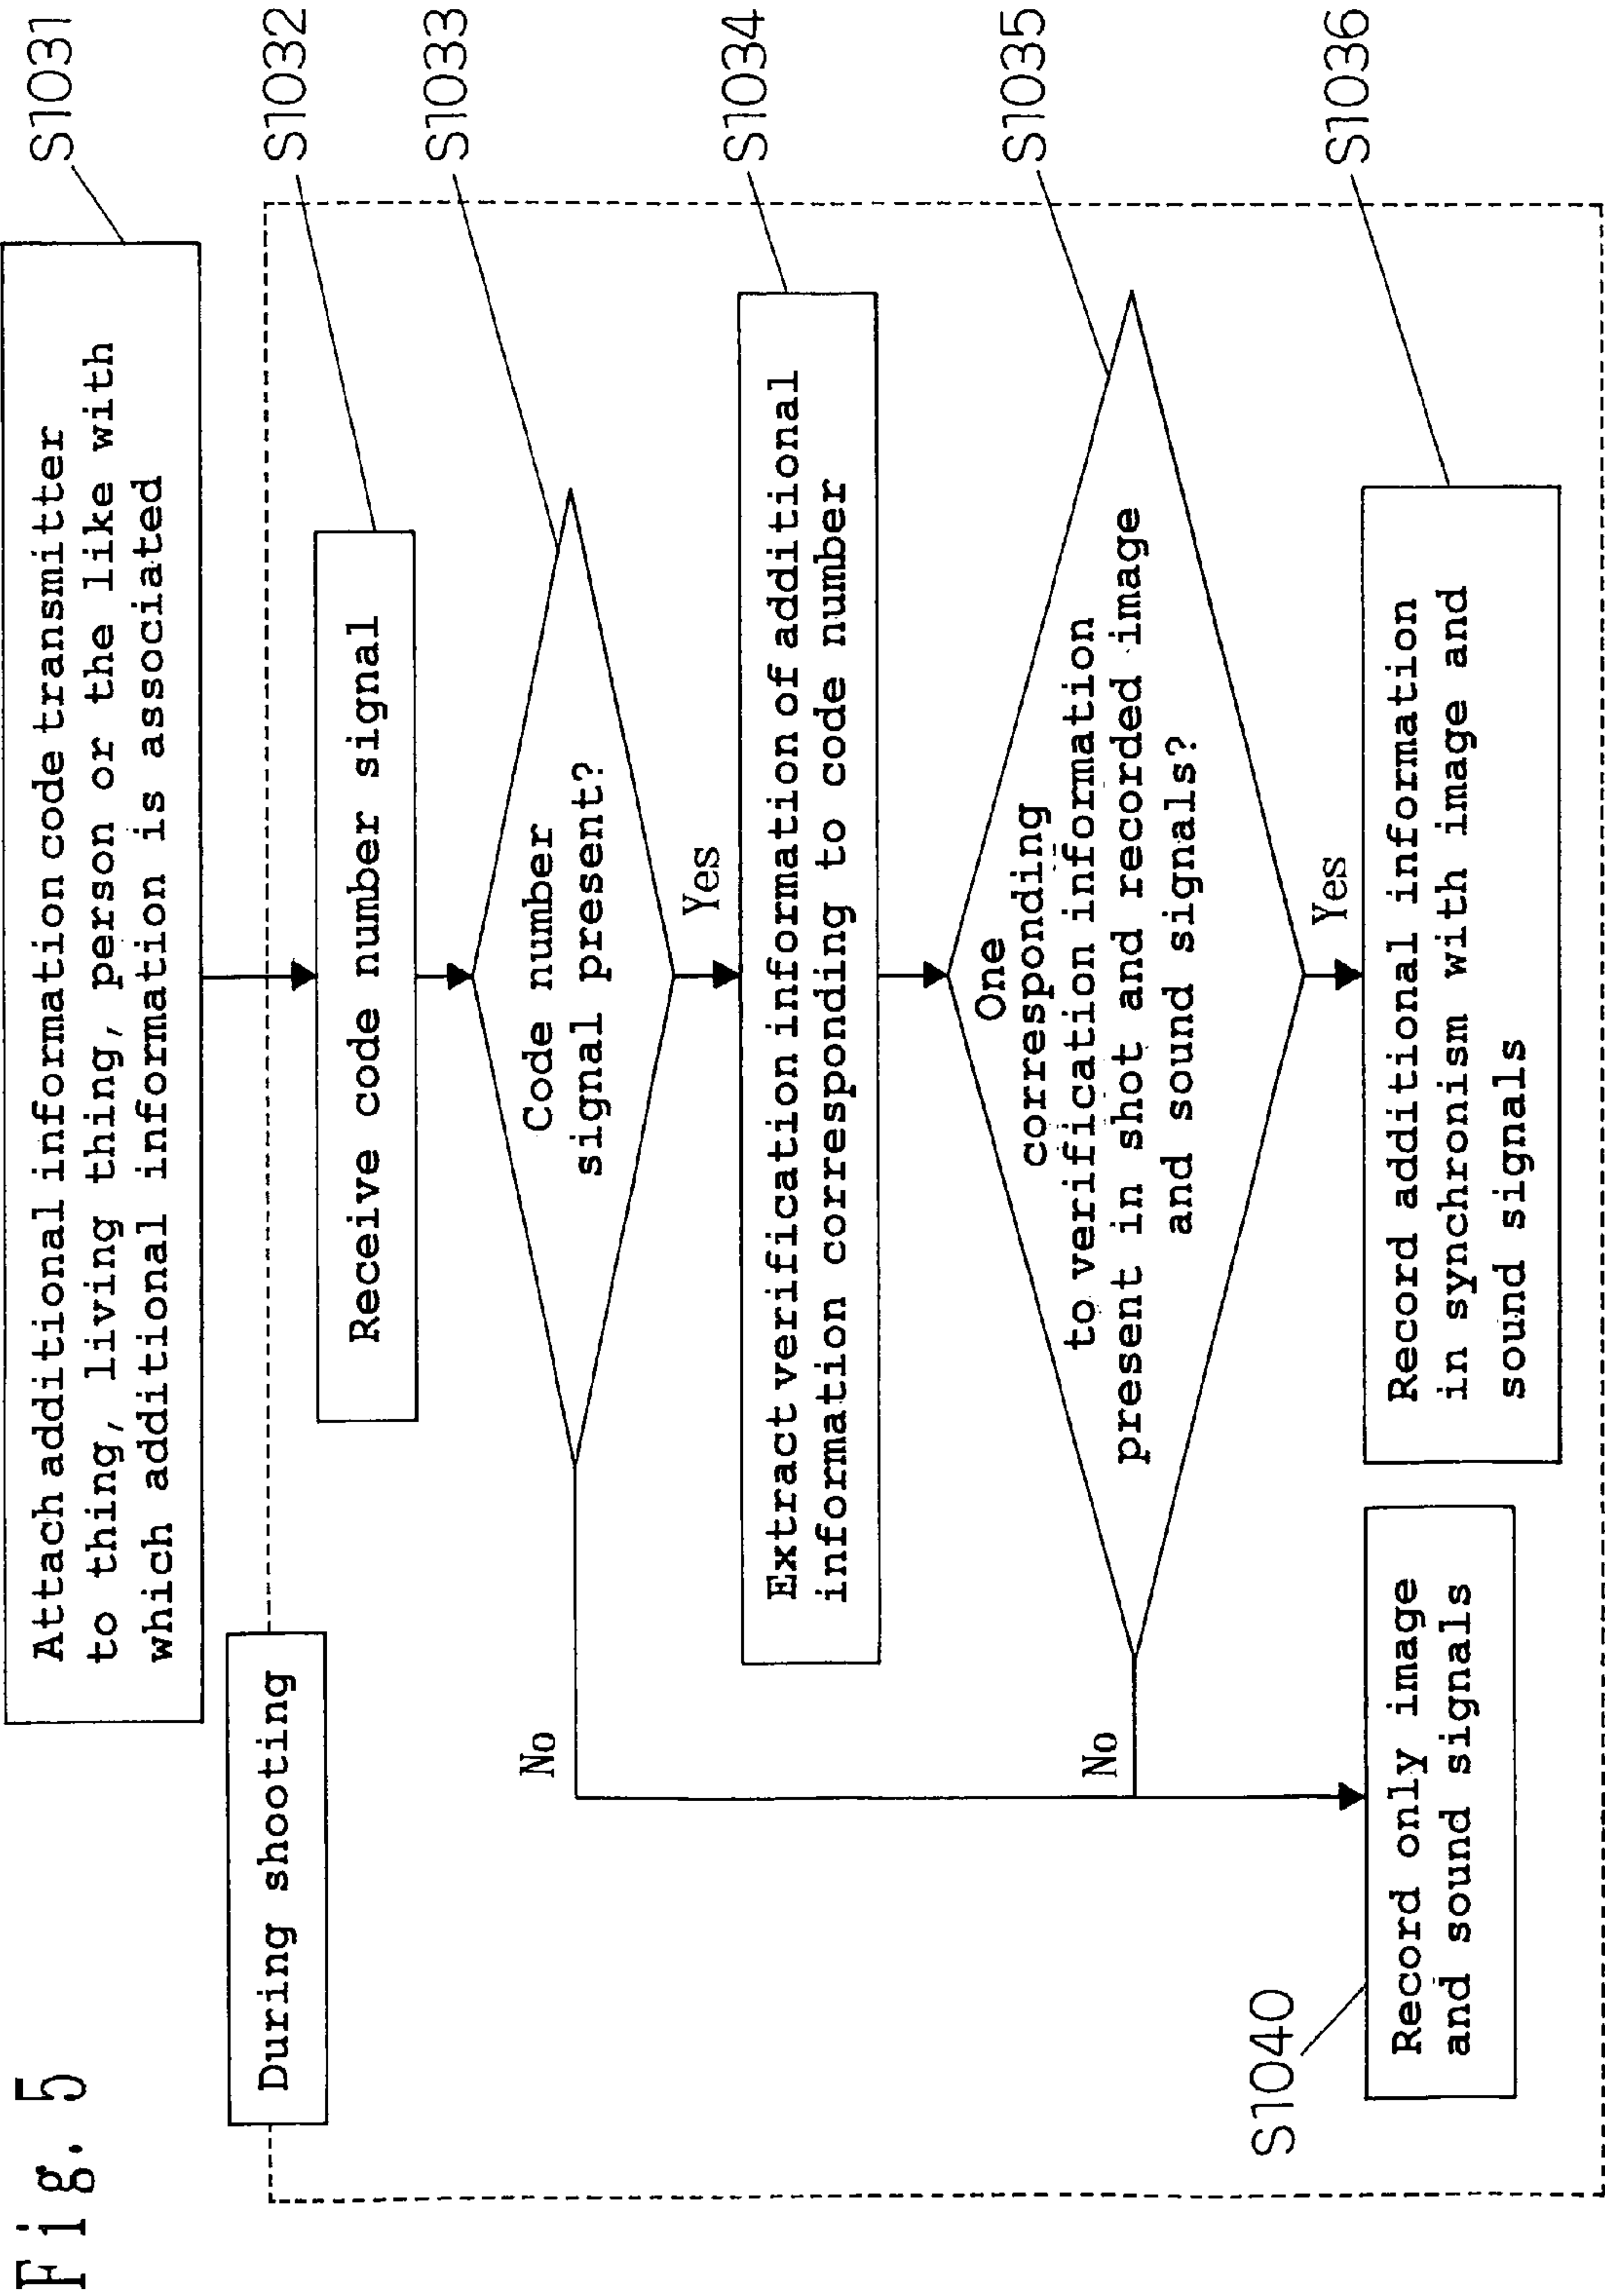 Fig. 5
Attach additional information code transmitter
to thing, living thing, person or the like with
which additional information is associated
S1031
During shooting
Receive code number signal
S1032
Code number
signal present?
S1033
No
Yes
Extract verification information of additional
information corresponding to code number
S1034
One
corresponding
to verification information
present in shot and recorded image
and sound signals?
S1035
No
Yes
S1040
Record only image
and sound signals
Record additional information
in synchronism with image and
sound signals
S1036